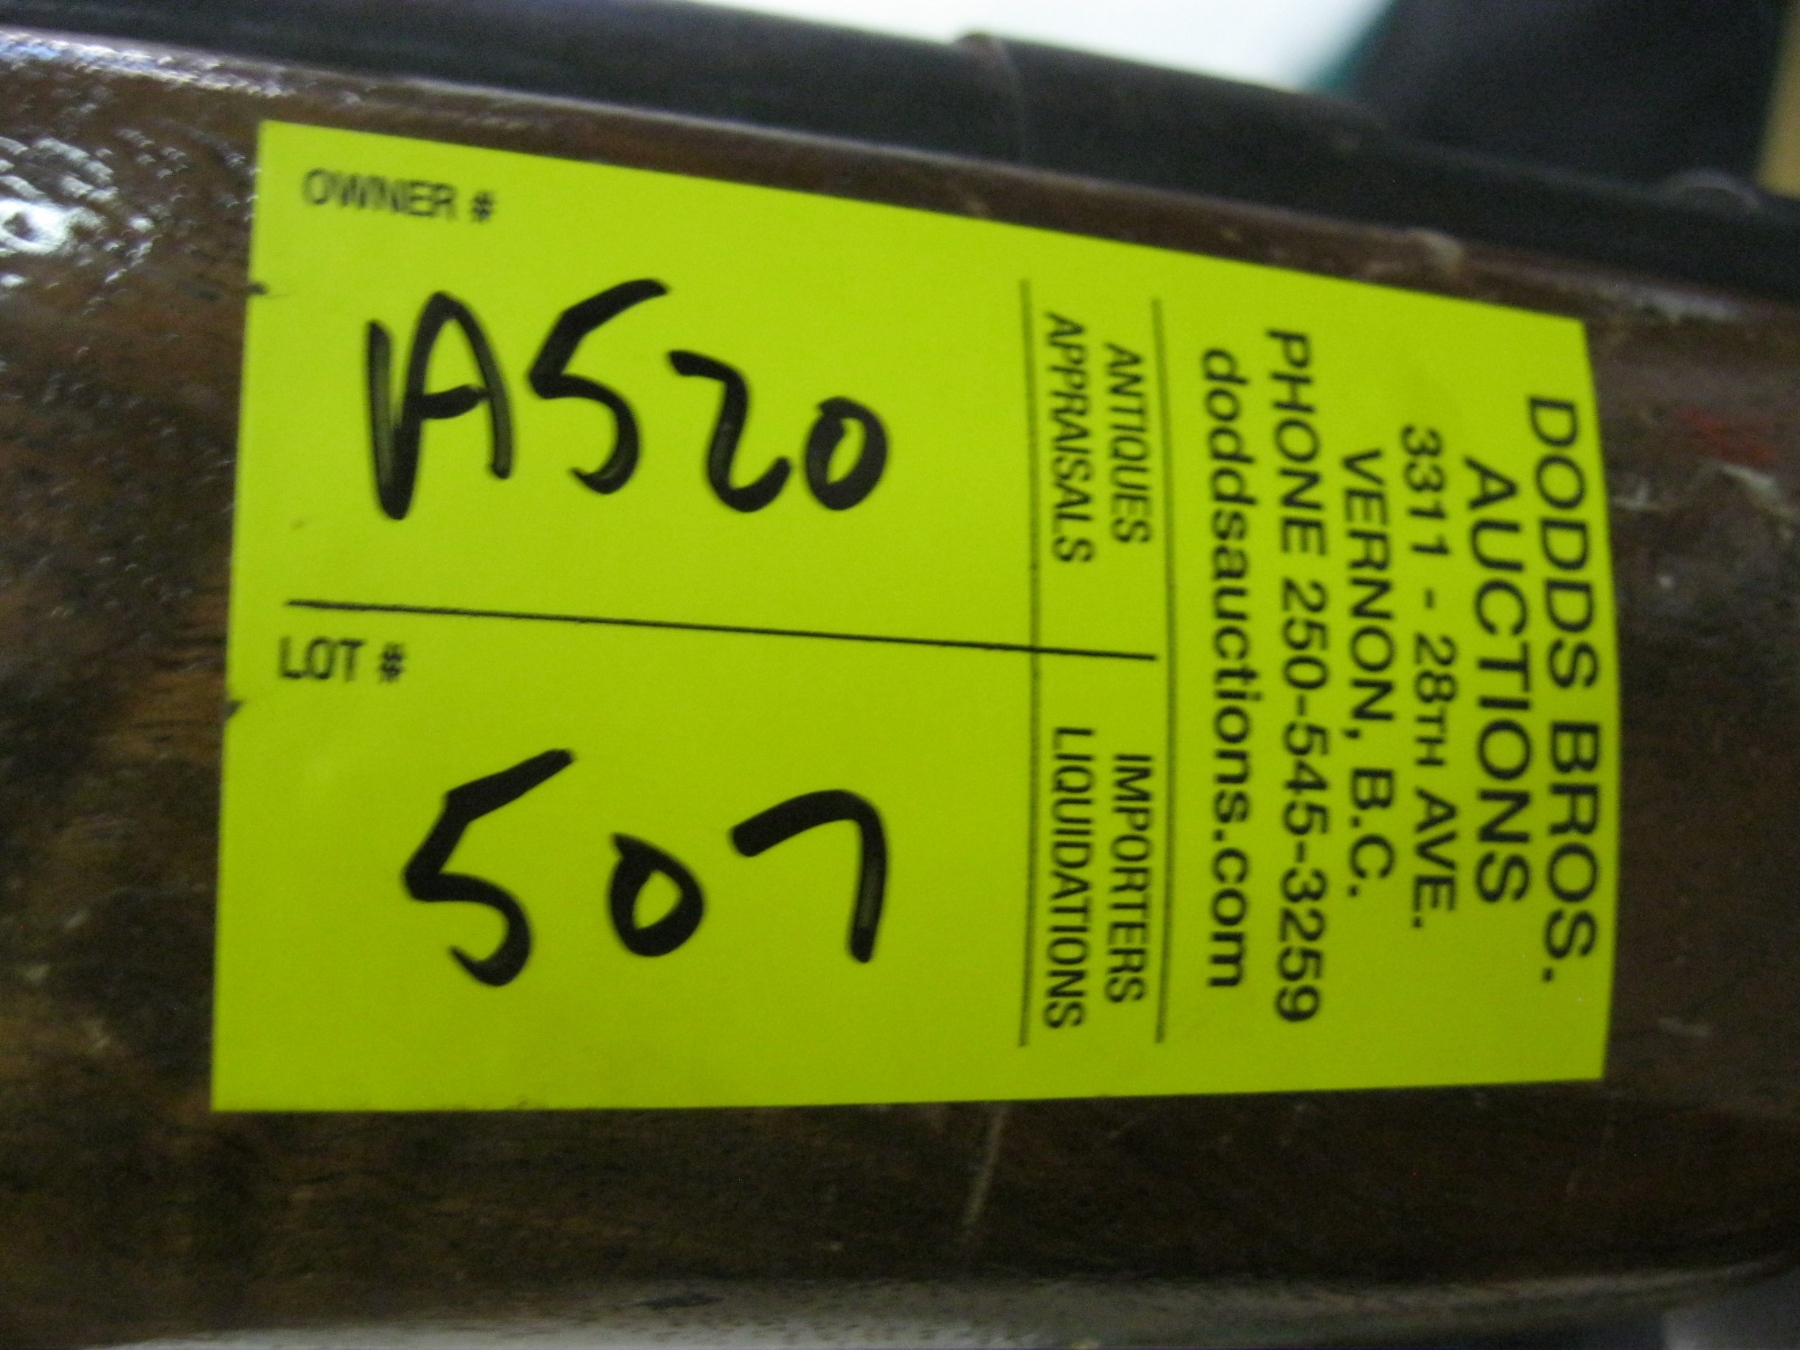 DODDS BROS.
AUCTIONS
3311 - 28TH AVE.
VERNON, B.C.
PHONE 250-545-3259
doddsauctions.com
ANTIQUES
APPRAISALS
IMPORTERS
LIQUIDATIONS
OWNER #
A520
LOT #
507